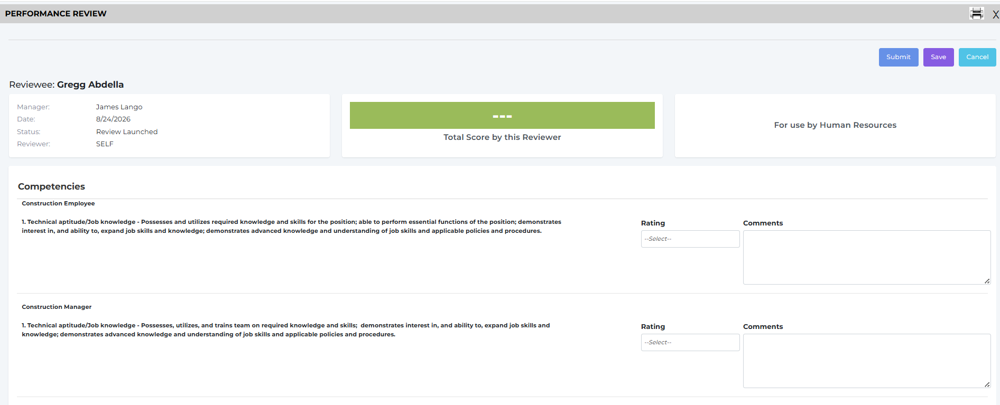 PERFORMANCE REVIEW
X
Submit
Save
Cancel
Reviewee: Gregg Abdella
Manager: James Lango
Date: 8/24/2026
Status: Review Launched
Reviewer: SELF
---
Total Score by this Reviewer
For use by Human Resources
Competencies
Construction Employee
1. Technical aptitude/Job knowledge - Possesses and utilizes required knowledge and skills for the position; able to perform essential functions of the position; demonstrates
interest in, and ability to, expand job skills and knowledge; demonstrates advanced knowledge and understanding of job skills and applicable policies and procedures.
Rating
--Select--
Comments
Construction Manager
1. Technical aptitude/Job knowledge - Possesses, utilizes, and trains team on required knowledge and skills;  demonstrates interest in, and ability to, expand job skills and
knowledge; demonstrates advanced knowledge and understanding of job skills and applicable policies and procedures.
Rating
--Select--
Comments